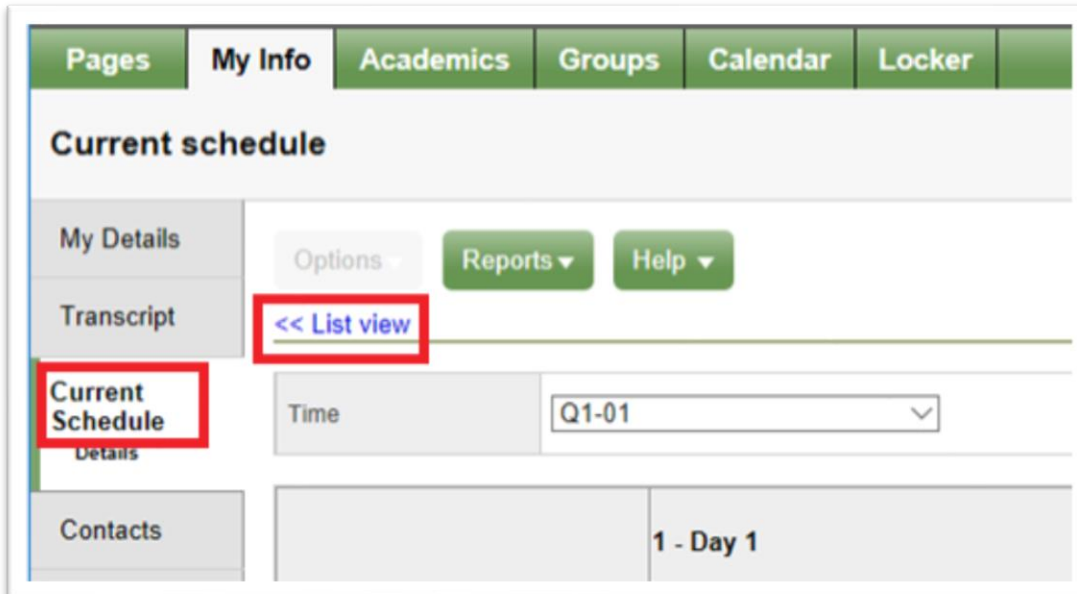 Pages My Info Academics Groups Calendar Locker
Current schedule
My Details
Options Reports Help
Transcript
<< List view
Current
Schedule
Details
Time Q1-01
Contacts
1 - Day 1